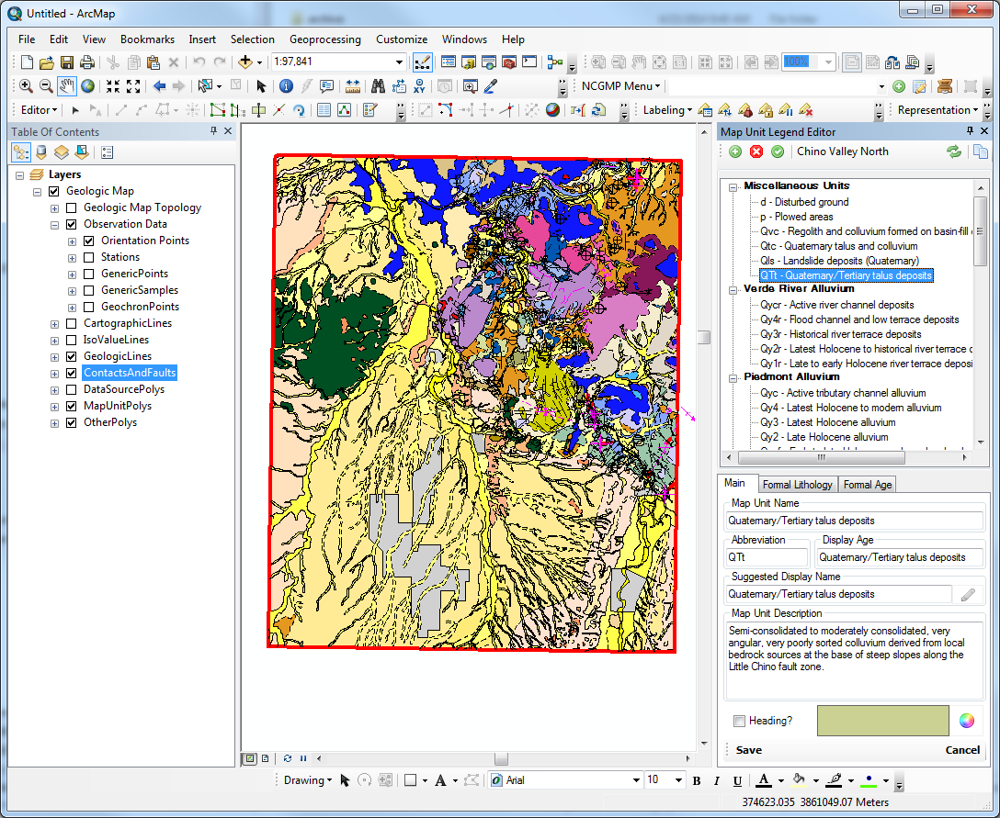 Untitled - ArcMap
File Edit View Bookmarks Insert Selection Geoprocessing Customize Windows Help
1:97,841
100%
NCGMP Menu
Editor
Labeling
Representation
Table Of Contents
Layers
Geologic Map
Geologic Map Topology
Observation Data
Orientation Points
Stations
GenericPoints
GenericSamples
GeochronPoints
CartographicLines
IsoValueLines
GeologicLines
ContactsAndFaults
DataSourcePolys
MapUnitPolys
OtherPolys
Map Unit Legend Editor
Chino Valley North
Miscellaneous Units
d - Disturbed ground
p - Plowed areas
Qvc - Regolith and colluvium formed on basin-fill
Qtc - Quaternary talus and colluvium
Qls - Landslide deposits (Quaternary)
QTt - Quaternary/Tertiary talus deposits
Verde River Alluvium
Qycr - Active river channel deposits
Qy4r - Flood channel and low terrace deposits
Qy3r - Historical river terrace deposits
Qy2r - Latest Holocene to historical river terrace
Qy1r - Late to early Holocene river terrace
Piedmont Alluvium
Qyc - Active tributary channel alluvium
Qy4 - Latest Holocene to modern alluvium
Qy3 - Latest Holocene alluvium
Qy2 - Late Holocene alluvium
Main Formal Lithology Formal Age
Map Unit Name
Quaternary/Tertiary talus deposits
Abbreviation Display Age
QTt Quaternary/Tertiary talus deposits
Suggested Display Name
Quaternary/Tertiary talus deposits
Map Unit Description
Semi-consolidated to moderately consolidated, very
angular, very poorly sorted colluvium derived from local
bedrock sources at the base of steep slopes along the
Little Chino fault zone.
Heading?
Save Cancel
Drawing A Arial 10 B I U A
374623.035 3861049.07 Meters